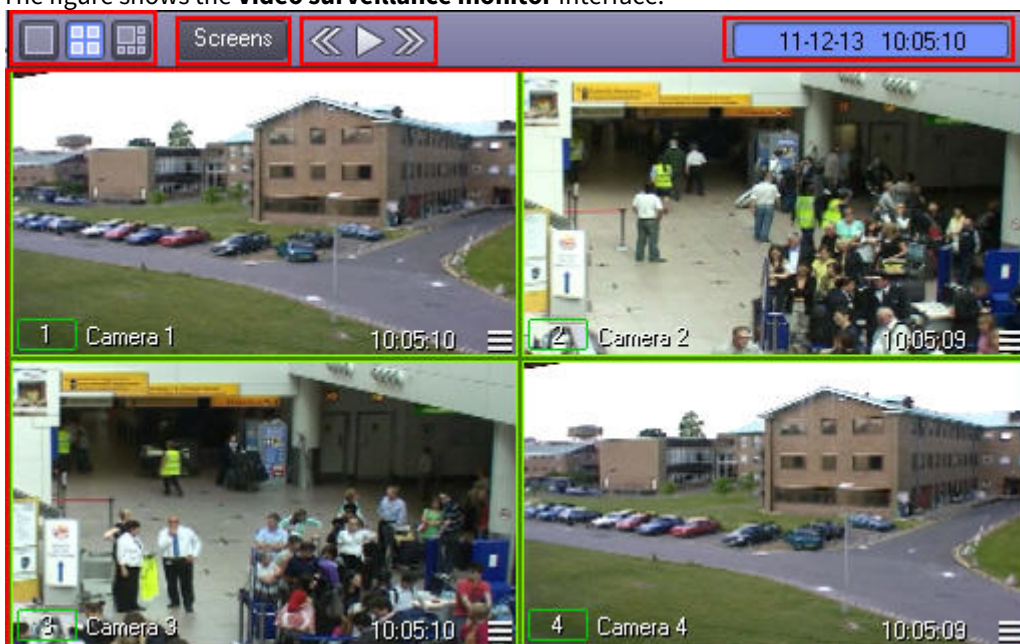 The figure shows the video surveillance monitor interface.
Screens
11-12-13 10:05:10
1 Camera 1 10:05:10
2 Camera 2 10:05:09
3 Camera 3 10:05:10
4 Camera 4 10:05:09